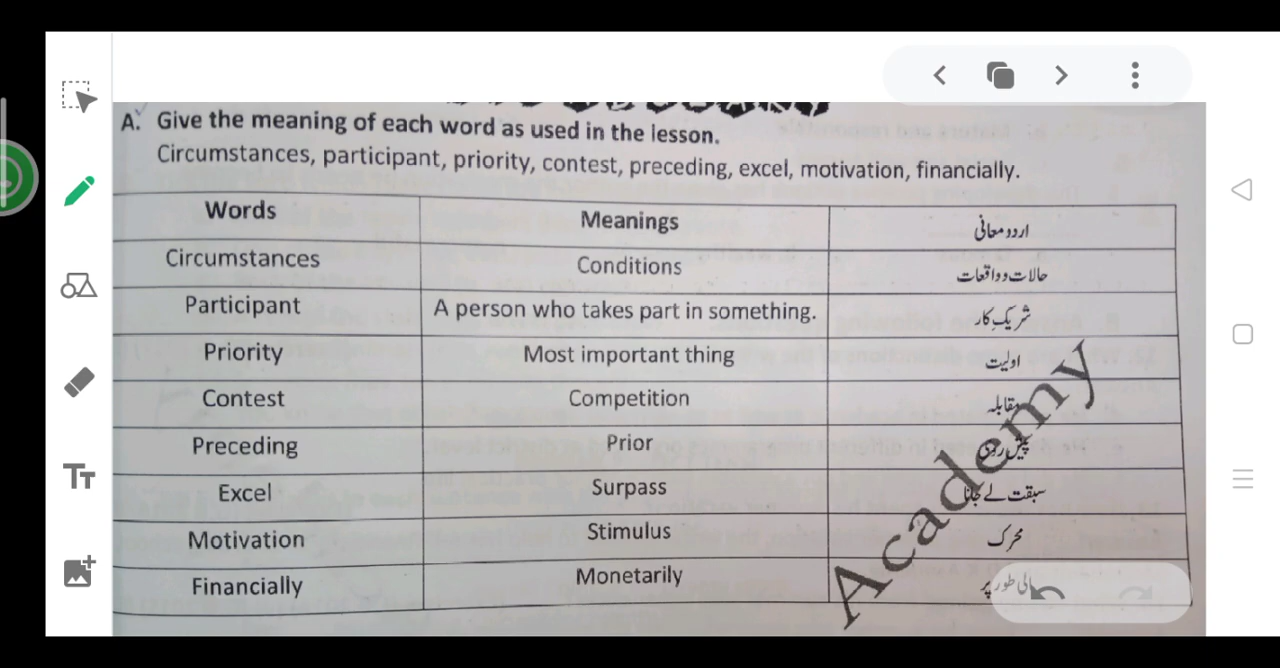 A. Give the meaning of each word as used in the lesson.
Circumstances, participant, priority, contest, preceding, excel, motivation, financially.
Words Meanings اردو معانی
Circumstances Conditions حالات و واقعات
Participant A person who takes part in something. شریک کار
Priority Most important thing اولیت
Contest Competition مقابلہ
Preceding Prior پیش روی
Excel Surpass سبقت لے جانا
Motivation Stimulus محرک
Financially Monetarily مالی طور پر
Academy
TT